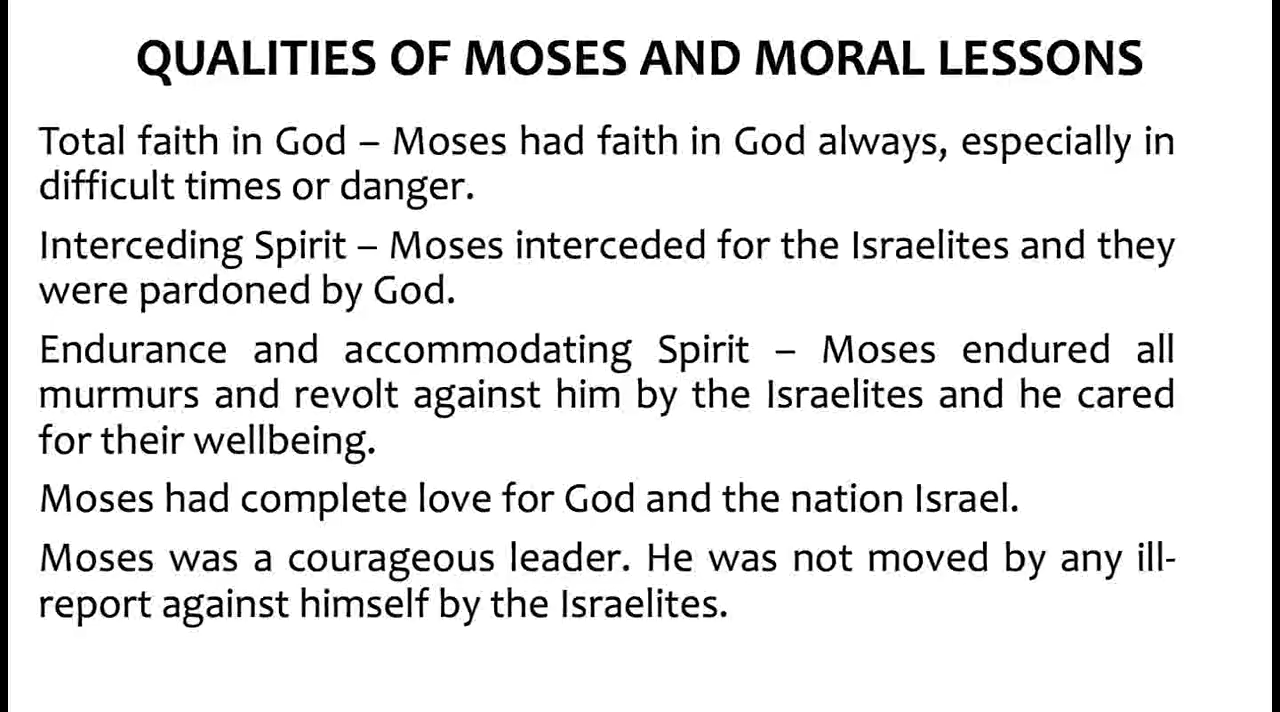 QUALITIES OF MOSES AND MORAL LESSONS
Total faith in God – Moses had faith in God always, especially in
difficult times or danger.
Interceding Spirit – Moses interceded for the Israelites and they
were pardoned by God.
Endurance and accommodating Spirit – Moses endured all
murmurs and revolt against him by the Israelites and he cared
for their wellbeing.
Moses had complete love for God and the nation Israel.
Moses was a courageous leader. He was not moved by any ill-
report against himself by the Israelites.